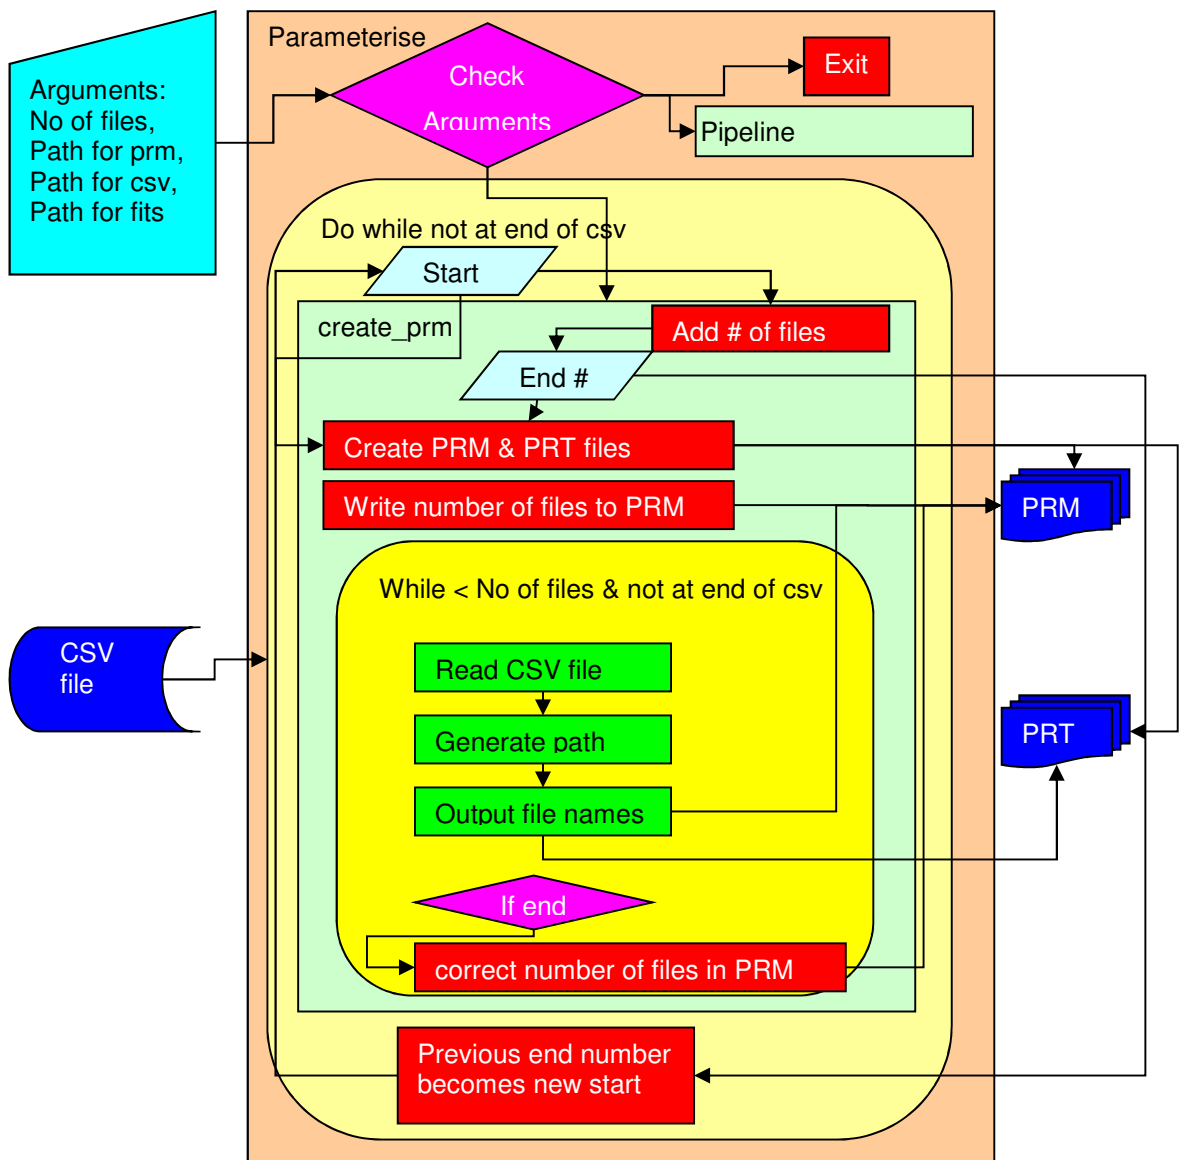 Parameterise
Arguments:
No of files,
Path for prm,
Path for csv,
Path for fits
Check
Arguments
Exit
Pipeline
Do while not at end of csv
Start
create_prm
Add # of files
End #
Create PRM & PRT files
Write number of files to PRM
PRM
While < No of files & not at end of csv
CSV
file
Read CSV file
Generate path
PRT
Output file names
If end
correct number of files in PRM
Previous end number
becomes new start